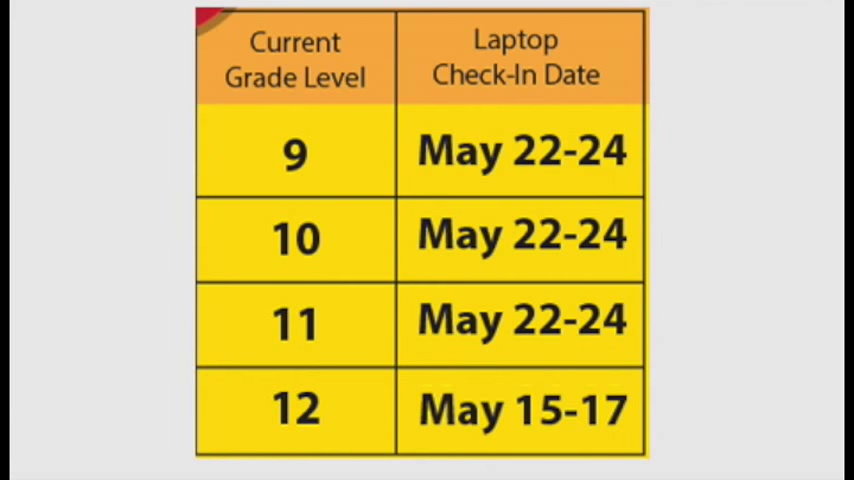 Current
Grade Level
Laptop
Check-In Date
9
May 22-24
10
May 22-24
11
May 22-24
12
May 15-17